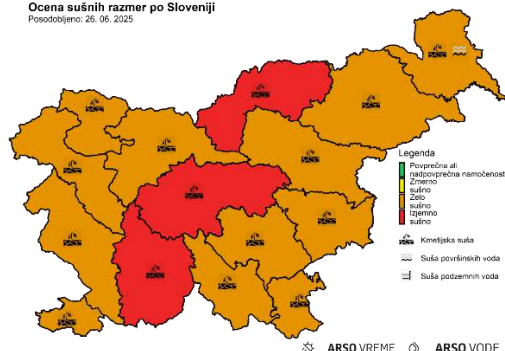 Ocena sušnih razmer po Sloveniji
Posodobljeno: 26. 06. 2025
Legenda
Povprečna ali
nadpovprečna namočenost
Zmerno
sušno
Zelo
sušno
Izjemno
sušno
Kmetijska suša
Suša površinskih voda
Suša podzemnih voda
ARSO VREME
ARSO VODE